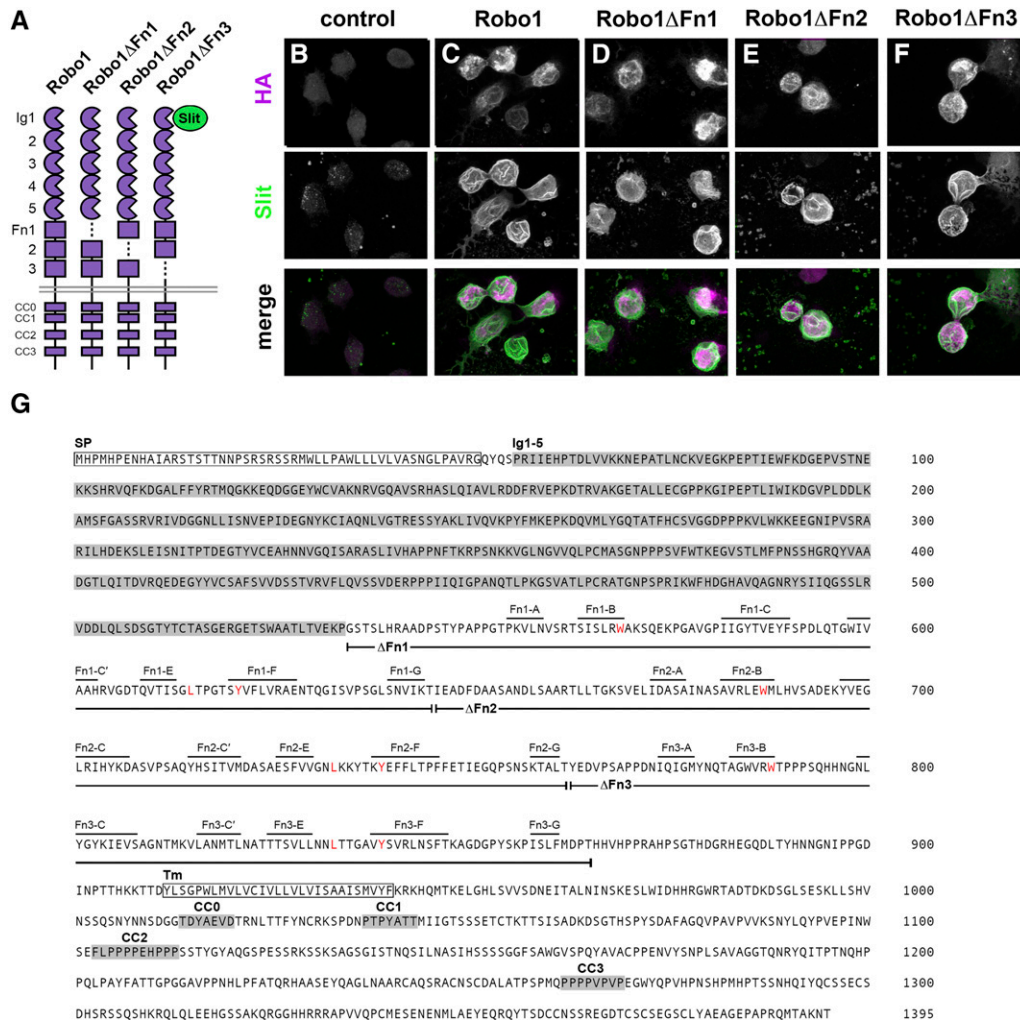 A
Robo1
Robo1ΔFn1
Robo1ΔFn2
Robo1ΔFn3
Ig1
Slit
2
3
4
5
Fn1
2
3
CC0
CC1
CC2
CC3
control Robo1 Robo1ΔFn1 Robo1ΔFn2 Robo1ΔFn3
B C D E F
HA
Slit
merge
G
SP Ig1-5
MHPMHPENHAIARSTSTTNNPSRSRSSRMWLLPAWLLLVLVASNGLPAVRGQYQSPRIIEHPTDLVVKKNEPATLNCKVEGKPEPTIEWFKDGEPVSTNE 100
KKSHRVQFKDGALFFYRTMQGKKEQDGGEYWCVAKNRVGQAVSRHASLQIAVLRDDFRVEPKDTRVAKGETALLECGPPKGIPEPTLIWIKDGVPLDDLK 200
AMSFGASSRVRIVDGGNLLISNVEPIDEGNYKCIAQNLVGTRESSYAKLIVQVKPYFMKEPKDQVMLYGQTATFHCSVGGDPPPKVLWKKEEGNIPVSRA 300
RILHDEKSLEISNITPTDEGTYVCEAHNNVGQISARASLIVHAPPNFTKRPSNKKVGLNGVVQLPCMASGNPPPSVFWTKEGVSTLMFPNSSHGRQYVAA 400
DGTLQITDVRQEDEGYYVCSAFSVVDSSTVRVFLQVSSVDERPPPIIQIGPANQTLPKGSVATLPCRATGNPSPRIKWFHDGHAVQAGNRYSIIQGSSLR 500
Fn1-A Fn1-B Fn1-C
VDDLQLSDSGTYTCTASGERGETSWAATLTVEKPGSTSLHRAADPSTYPAPPGTPKVLNVSRTSISLRWAKSQEKPGAVGPIIGYTVEYFSPDLQTGWIV 600
ΔFn1
Fn1-C' Fn1-E Fn1-F Fn1-G Fn2-A Fn2-B
AAHRVGDTQVTISGLTPGTSYVFLVRAENTQGISVPSGLSNVIKTIEADFDAASANDLSAARTLLTGKSVELIDASAINASAVRLEWMLHVSADEKYVEG 700
ΔFn2
Fn2-C Fn2-C' Fn2-E Fn2-F Fn2-G Fn3-A Fn3-B
LRIHYKDASVPSAQYHSITVMDASAESFVVGNLKKYTKYEFFLTPFFETIEGQPSNSKTALTYEDVPSAPPDNIQIGMYNQTAGWVRWTPPPSQHHNGNL 800
ΔFn3
Fn3-C Fn3-C' Fn3-E Fn3-F Fn3-G
YGYKIEVSAGNTMKVLANMTLNATTTSVLLNNLTTGAVYSVRLNSFTKAGDGPYSKPISLFMDPTHHVHPPRAHPSGTHDGRHEGQDLTYHNNGNIPPGD 900
Tm
INPTTHKKTTDYLSGPWLMVLVCIVLLVLVISAAISMVYFKRKHQMTKELGHLSVVSDNEITALNINSKESLWIDHHRGWRTADTDKDSGLSESKLLSHV 1000
CC0 CC1
NSSQSNYNNSDGGTDYAEVDTRNLTTFYNCRKSPDNPTPYATTMIIGTSSSETCTKTTSISADKDSGTHSPYSDAFAGQVPAVPVVKSNYLQYPVEPINW 1100
CC2
SEFLPPPPEHPPPSSTYGYAQGSPESSRKSSKSAGSGISTNQSILNASIHSSSSGGFSAWGVSPQYAVACPPENVYSNPLSAVAGGTQNRYQITPTNQHP 1200
CC3
PQLPAYFATTGPGGAVPPNHLPFATQRHAASEYQAGLNAARCAQSRACNSCDALATPSPMQPPPPVPVPEGWYQPVHPNSHPMHPTSSNHQIYQCSSECS 1300
DHSRSSQSHKRQLQLEEHGSSAKQRGGHHRRRAPVVQPCMESENENMLAEYEQRQYTSDCCNSSREGDTCSCSEGSCLYAEAGEPAPRQMTAKNT 1395